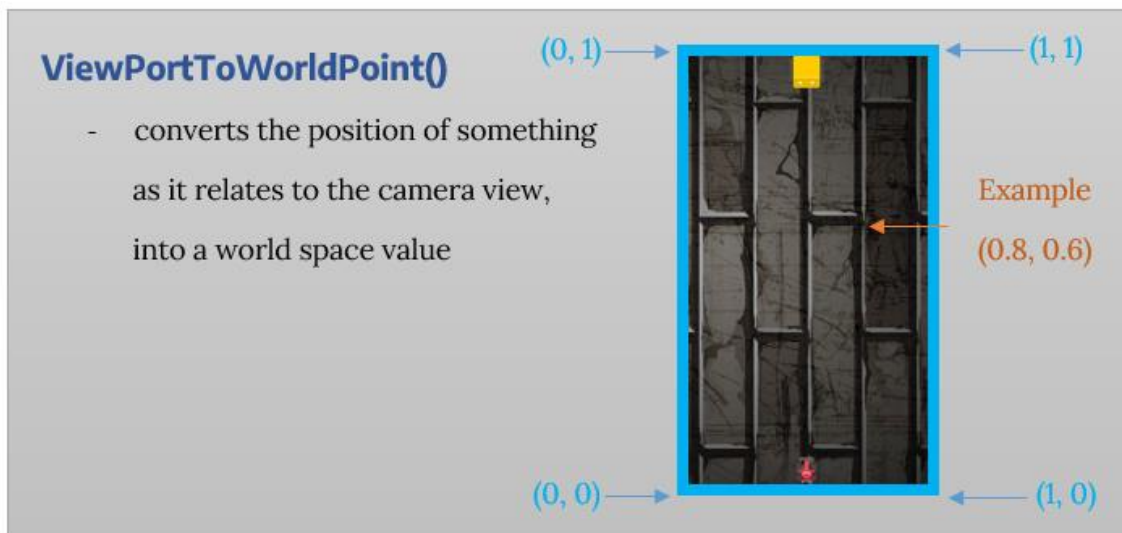 ViewPortToWorldPoint()
- converts the position of something
as it relates to the camera view,
into a world space value
(0, 1)
(1, 1)
Example
(0.8, 0.6)
(0, 0)
(1, 0)